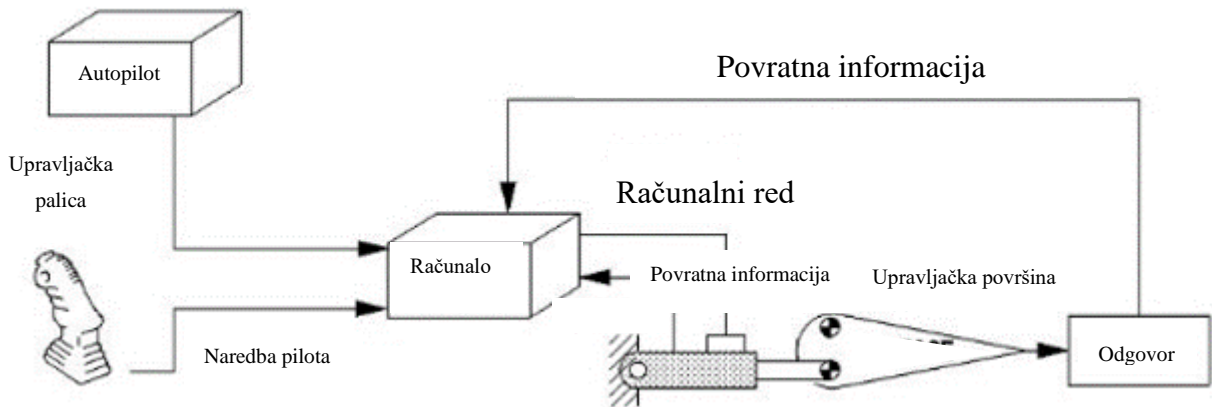 Autopilot
Povratna informacija
Upravljačka
palica
Računalni red
Računalo
Povratna informacija
Upravljačka površina
Naredba pilota
Odgovor